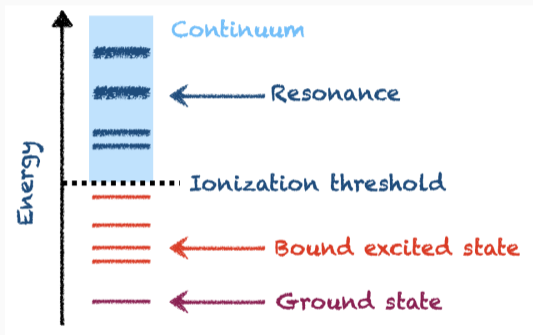 Continuum
Resonance
Ionization threshold
Energy
Bound excited state
Ground state